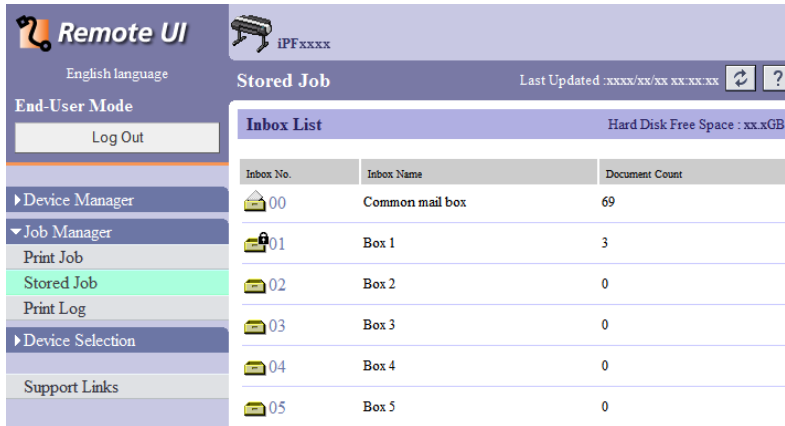 Remote UI
English language
End-User Mode
Log Out
Device Manager
Job Manager
Print Job
Stored Job
Print Log
Device Selection
Support Links
iPFxxxx
Stored Job Last Updated :xxxx/xx/xx xx:xx:xx ?
Inbox List Hard Disk Free Space : xx.xGB
Inbox No. Inbox Name Document Count
00 Common mail box 69
01 Box 1 3
02 Box 2 0
03 Box 3 0
04 Box 4 0
05 Box 5 0